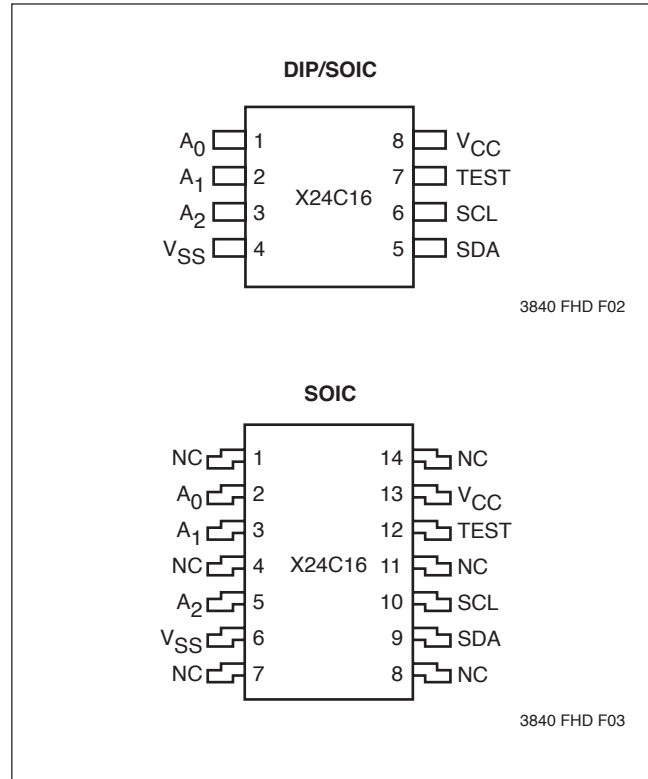 DIP/SOIC
A0 1 8 VCC
A1 2 7 TEST
X24C16
A2 3 6 SCL
VSS 4 5 SDA
3840 FHD F02
SOIC
NC 1 14 NC
A0 2 13 VCC
A1 3 12 TEST
NC 4 X24C16 11 NC
A2 5 10 SCL
VSS 6 9 SDA
NC 7 8 NC
3840 FHD F03